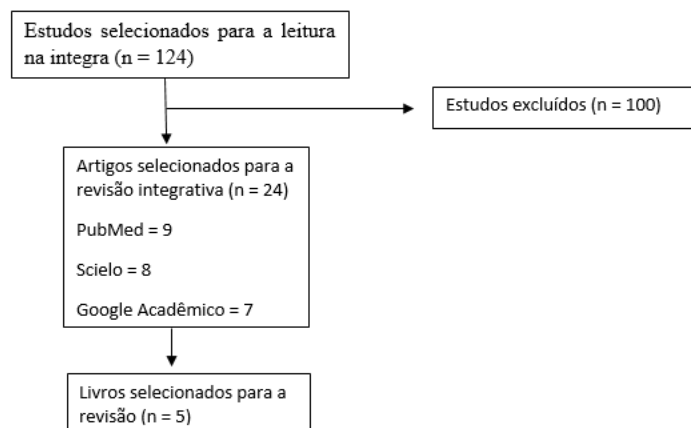 Estudos selecionados para a leitura
na integra (n = 124)
Estudos excluídos (n = 100)
Artigos selecionados para a
revisão integrativa (n = 24)
PubMed = 9
Scielo = 8
Google Acadêmico = 7
Livros selecionados para a
revisão (n = 5)